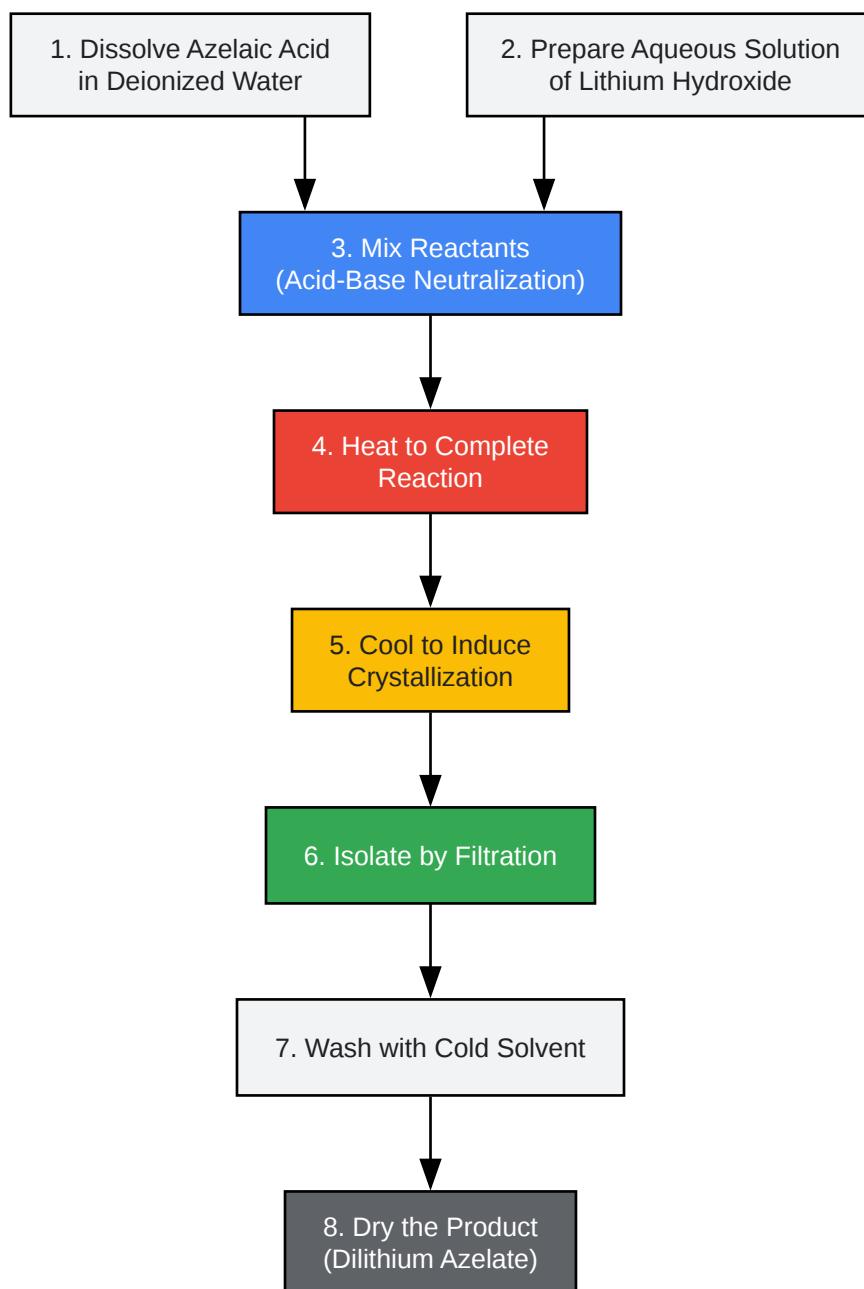 1. Dissolve Azelaic Acid
in Deionized Water
2. Prepare Aqueous Solution
of Lithium Hydroxide
3. Mix Reactants
(Acid-Base Neutralization)
4. Heat to Complete
Reaction
5. Cool to Induce
Crystallization
6. Isolate by Filtration
7. Wash with Cold Solvent
8. Dry the Product
(Dilithium Azelate)